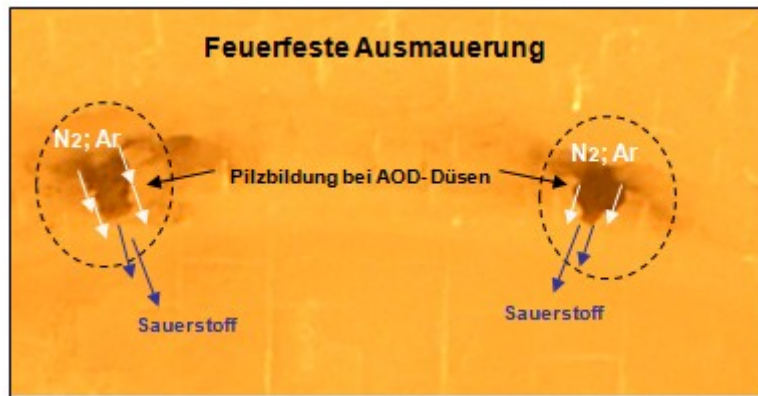 Feuerfeste Ausmauerung
N2; Ar
N2; Ar
Pilzbildung bei AOD-Düsen
Sauerstoff
Sauerstoff